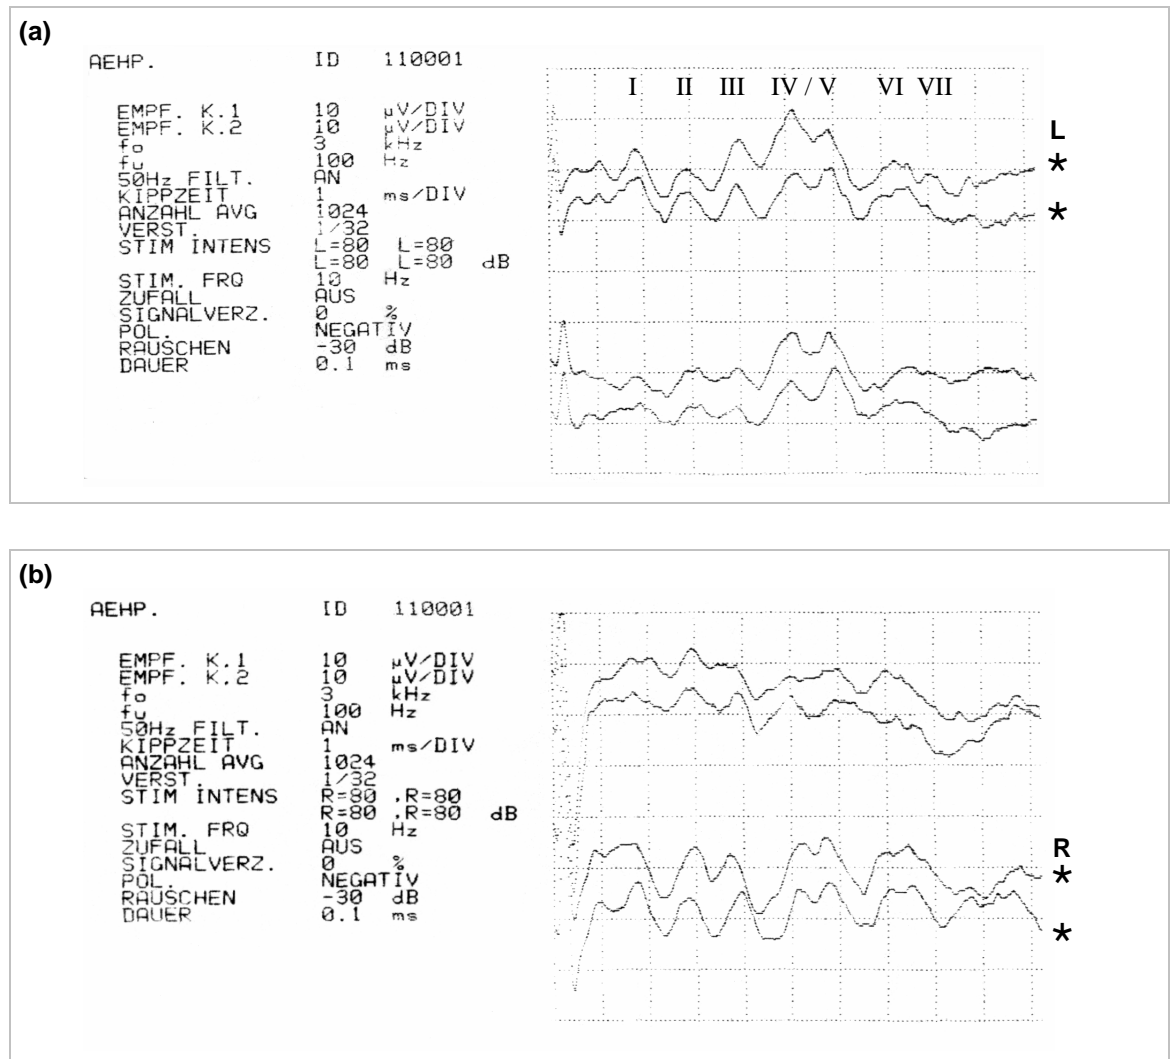 (a)
AEHP. ID 110001
I II III IV / V VI VII
EMPF. K.1 10 µV/DIV
EMPF. K.2 10 µV/DIV
fo 3 kHz
fu 100 Hz
50Hz FILT. AN
KIPPZEIT 1 ms/DIV
ANZAHL AVG 1024
VERST. 1/32
STIM INTENS L=80 L=80
L=80 L=80 dB
STIM. FRQ 10 Hz
ZUFALL AUS
SIGNALVERZ. 0 %
POL. NEGATIV
RAUSCHEN -30 dB
DAUER 0.1 ms
L
*
*
(b)
AEHP. ID 110001
EMPF. K.1 10 µV/DIV
EMPF. K.2 10 µV/DIV
fo 3 kHz
fu 100 Hz
50Hz FILT. AN
KIPPZEIT 1 ms/DIV
ANZAHL AVG 1024
VERST. 1/32
STIM INTENS R=80 .R=80
R=80 .R=80 dB
STIM. FRQ 10 Hz
ZUFALL AUS
SIGNALVERZ. 0 %
POL. NEGATIV
RAUSCHEN -30 dB
DAUER 0.1 ms
R
*
*